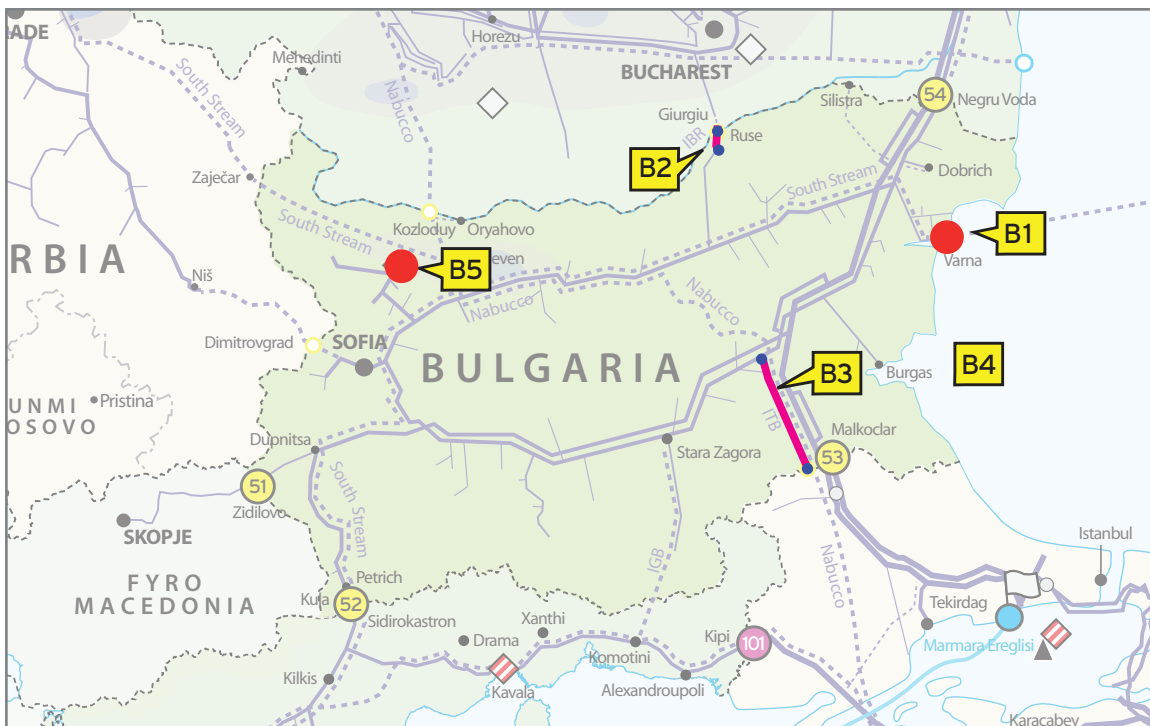 RADE
Horezu
Mehedinti
BUCHAREST
South Stream
Nabucco
Silistra
54
Negru Voda
Giurgiu
IBR
Ruse
B2
Zaječar
Dobrich
South Stream
South Stream
Kozloduy
Oryahovo
B1
Varna
RBIA
B5
even
Niš
Nabucco
Nabucco
Dimitrovgrad
SOFIA
BULGARIA
B3
Burgas
B4
UNMI
OSOVO
Pristina
ITB
Malkoclar
53
Dupnitsa
Stara Zagora
51
Zidilovo
South Stream
SKOPJE
Nabucco
Istanbul
IGB
FYRO
MACEDONIA
Petrich
Kula
52
Sidirokastron
Xanthi
Drama
Kipi
101
Tekirdag
Marmara Ereglisi
Komotini
Kilkis
Kavala
Alexandroupoli
Karacabey